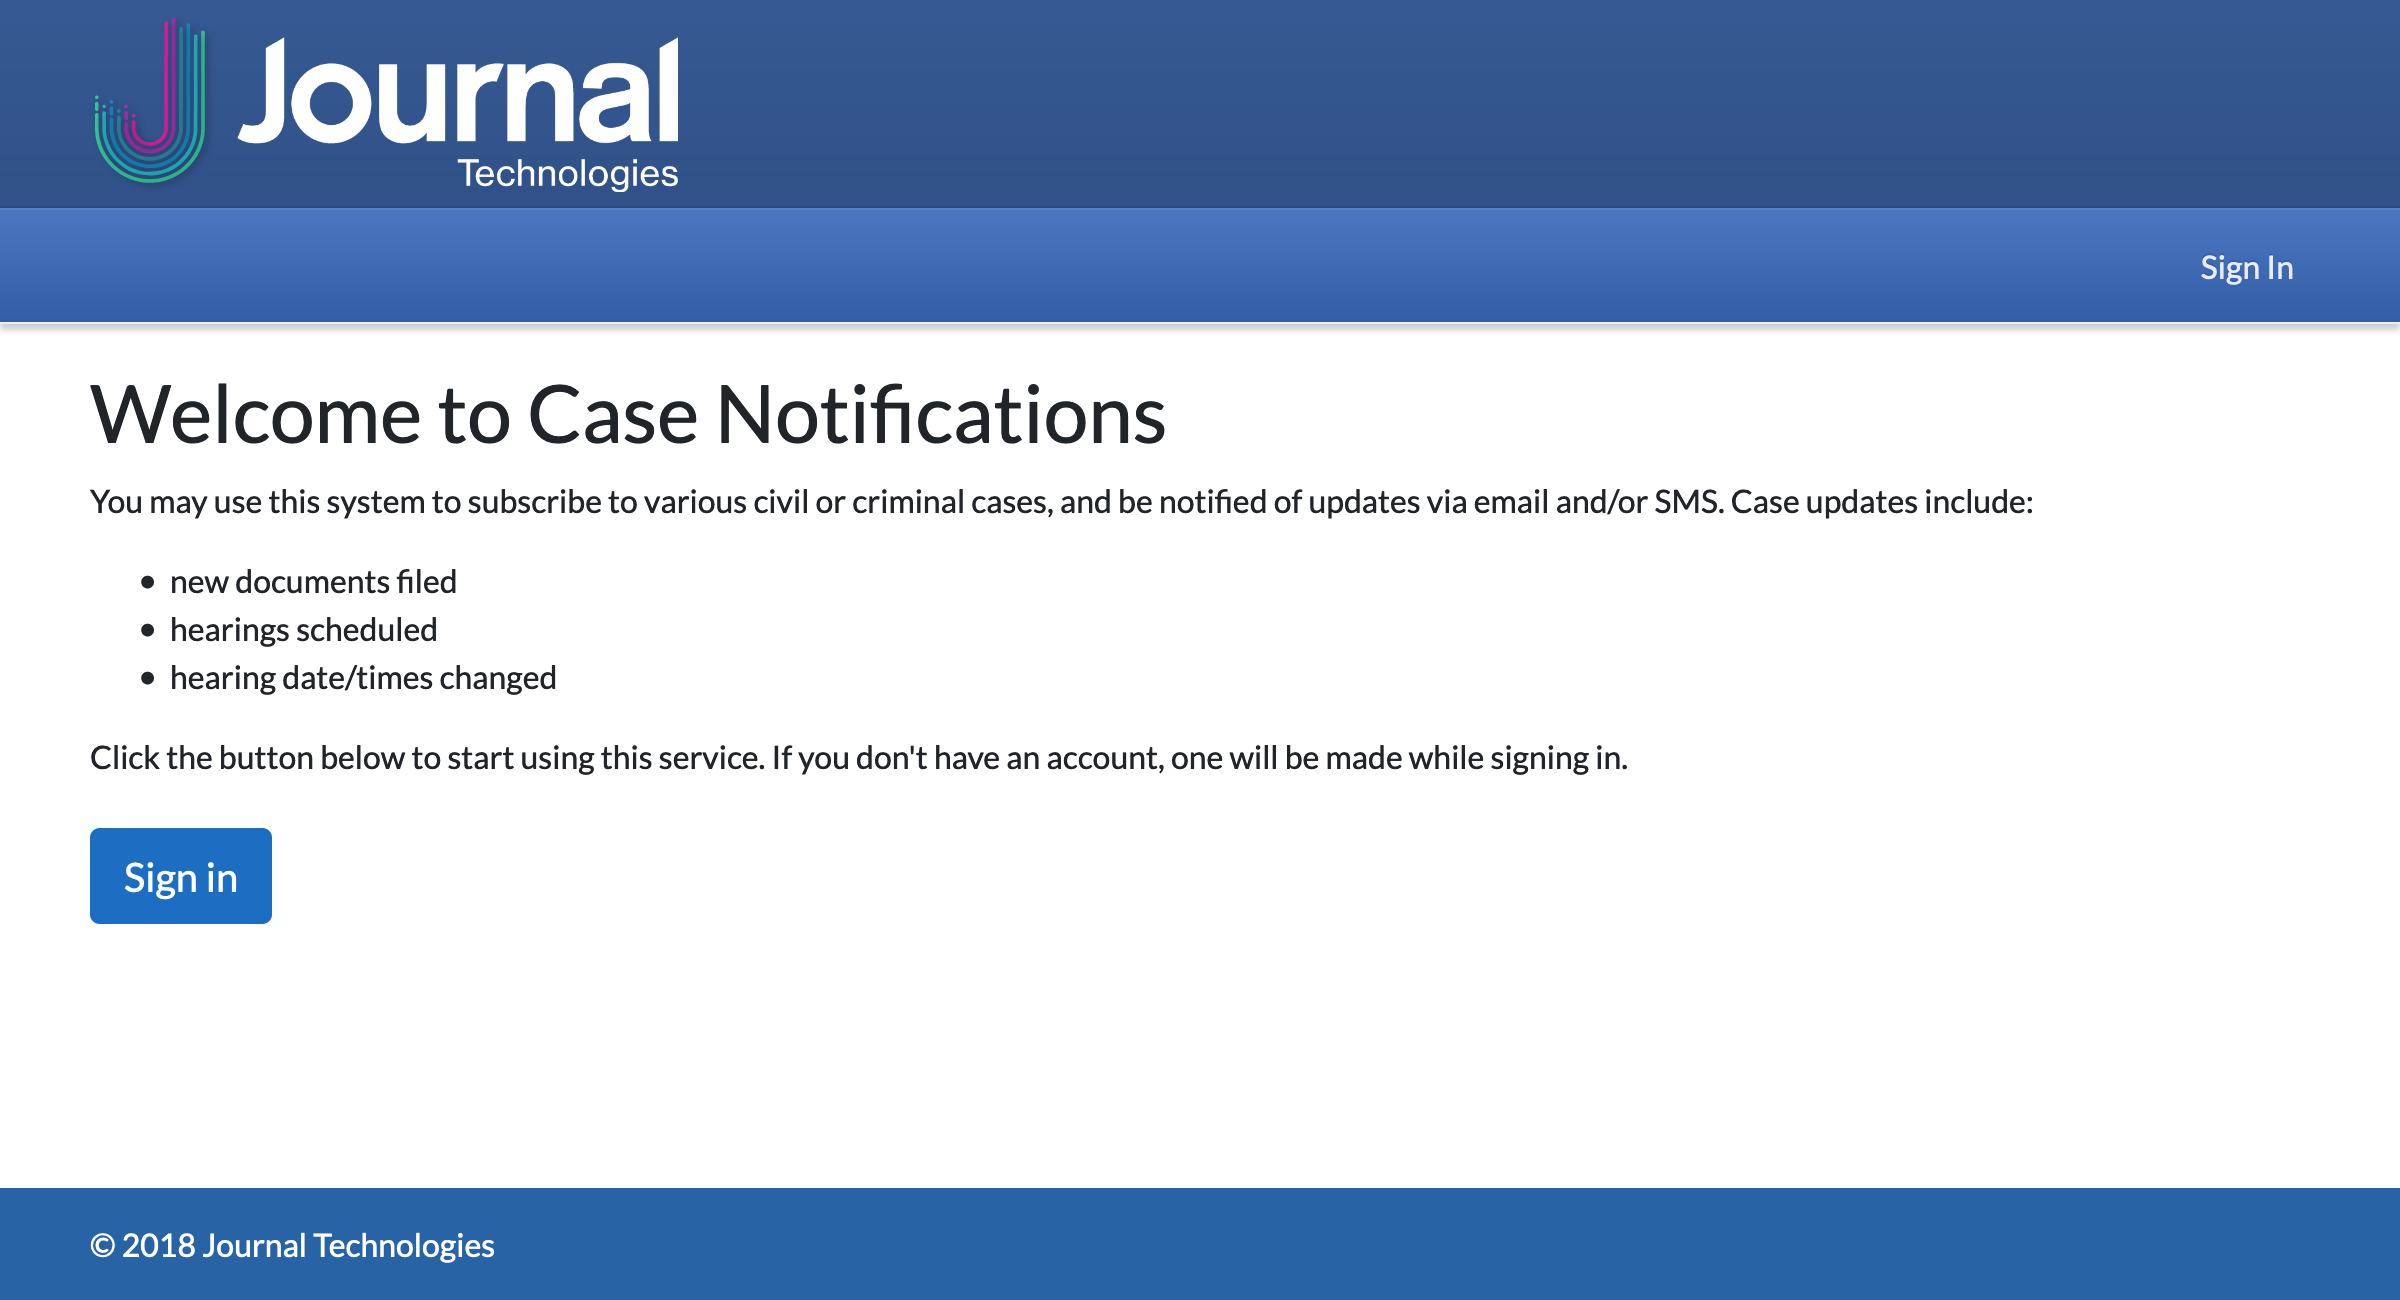 Journal
Technologies
Sign In
Welcome to Case Notifications
You may use this system to subscribe to various civil or criminal cases, and be notified of updates via email and/or SMS. Case updates include:
• new documents filed
• hearings scheduled
• hearing date/times changed
Click the button below to start using this service. If you don't have an account, one will be made while signing in.
Sign in
© 2018 Journal Technologies